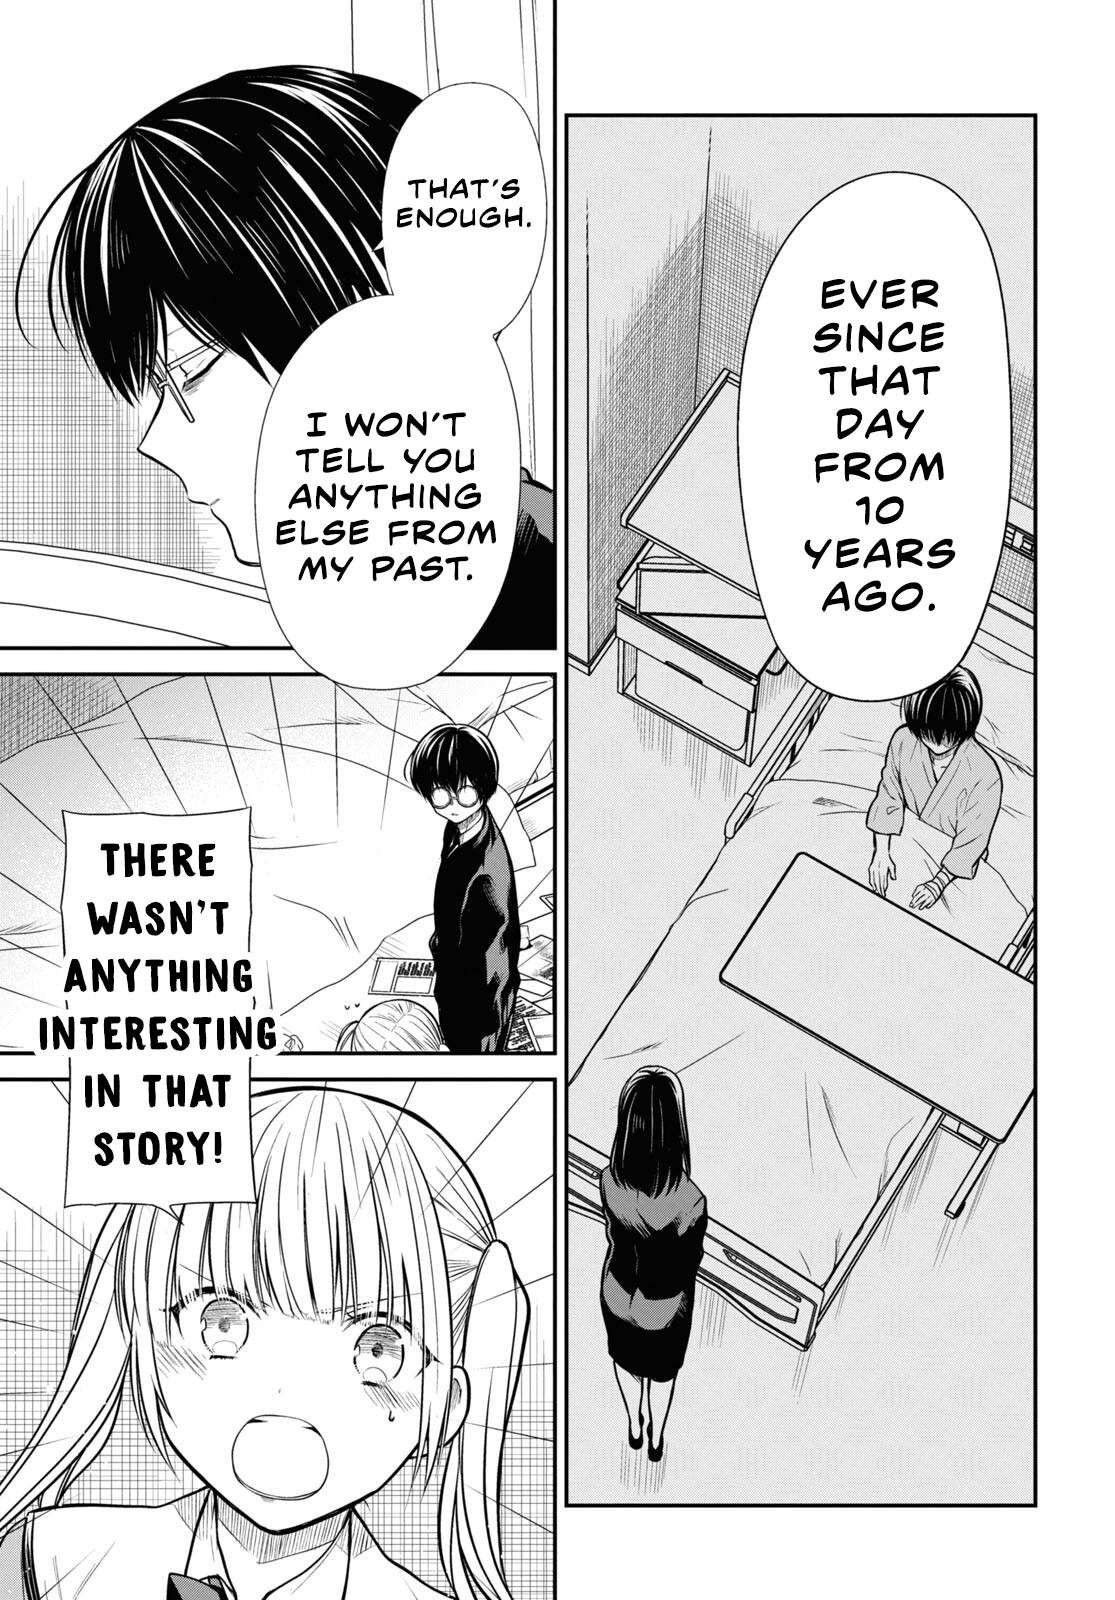 EVER
SINCE
THAT
DAY
FROM
10
YEARS
AGO.
THAT'S
ENOUGH.
I WON'T
TELL YOU
ANYTHING
ELSE FROM
MY PAST.
THERE
WASN'T
ANYTHING
INTERESTING
IN THAT
STORY!